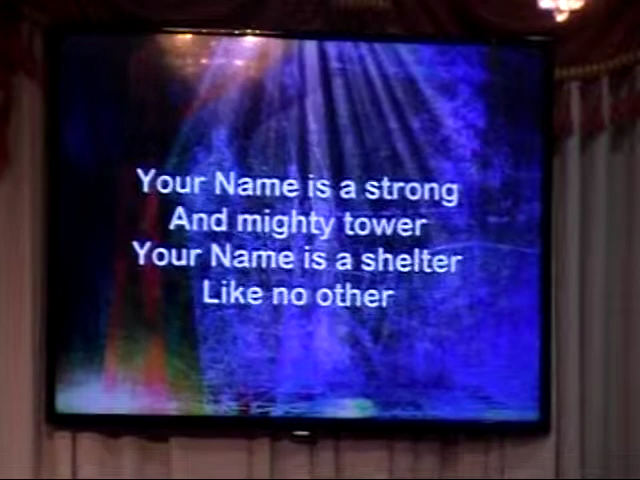 Your Name is a strong
And mighty tower
Your Name is a shelter
Like no other